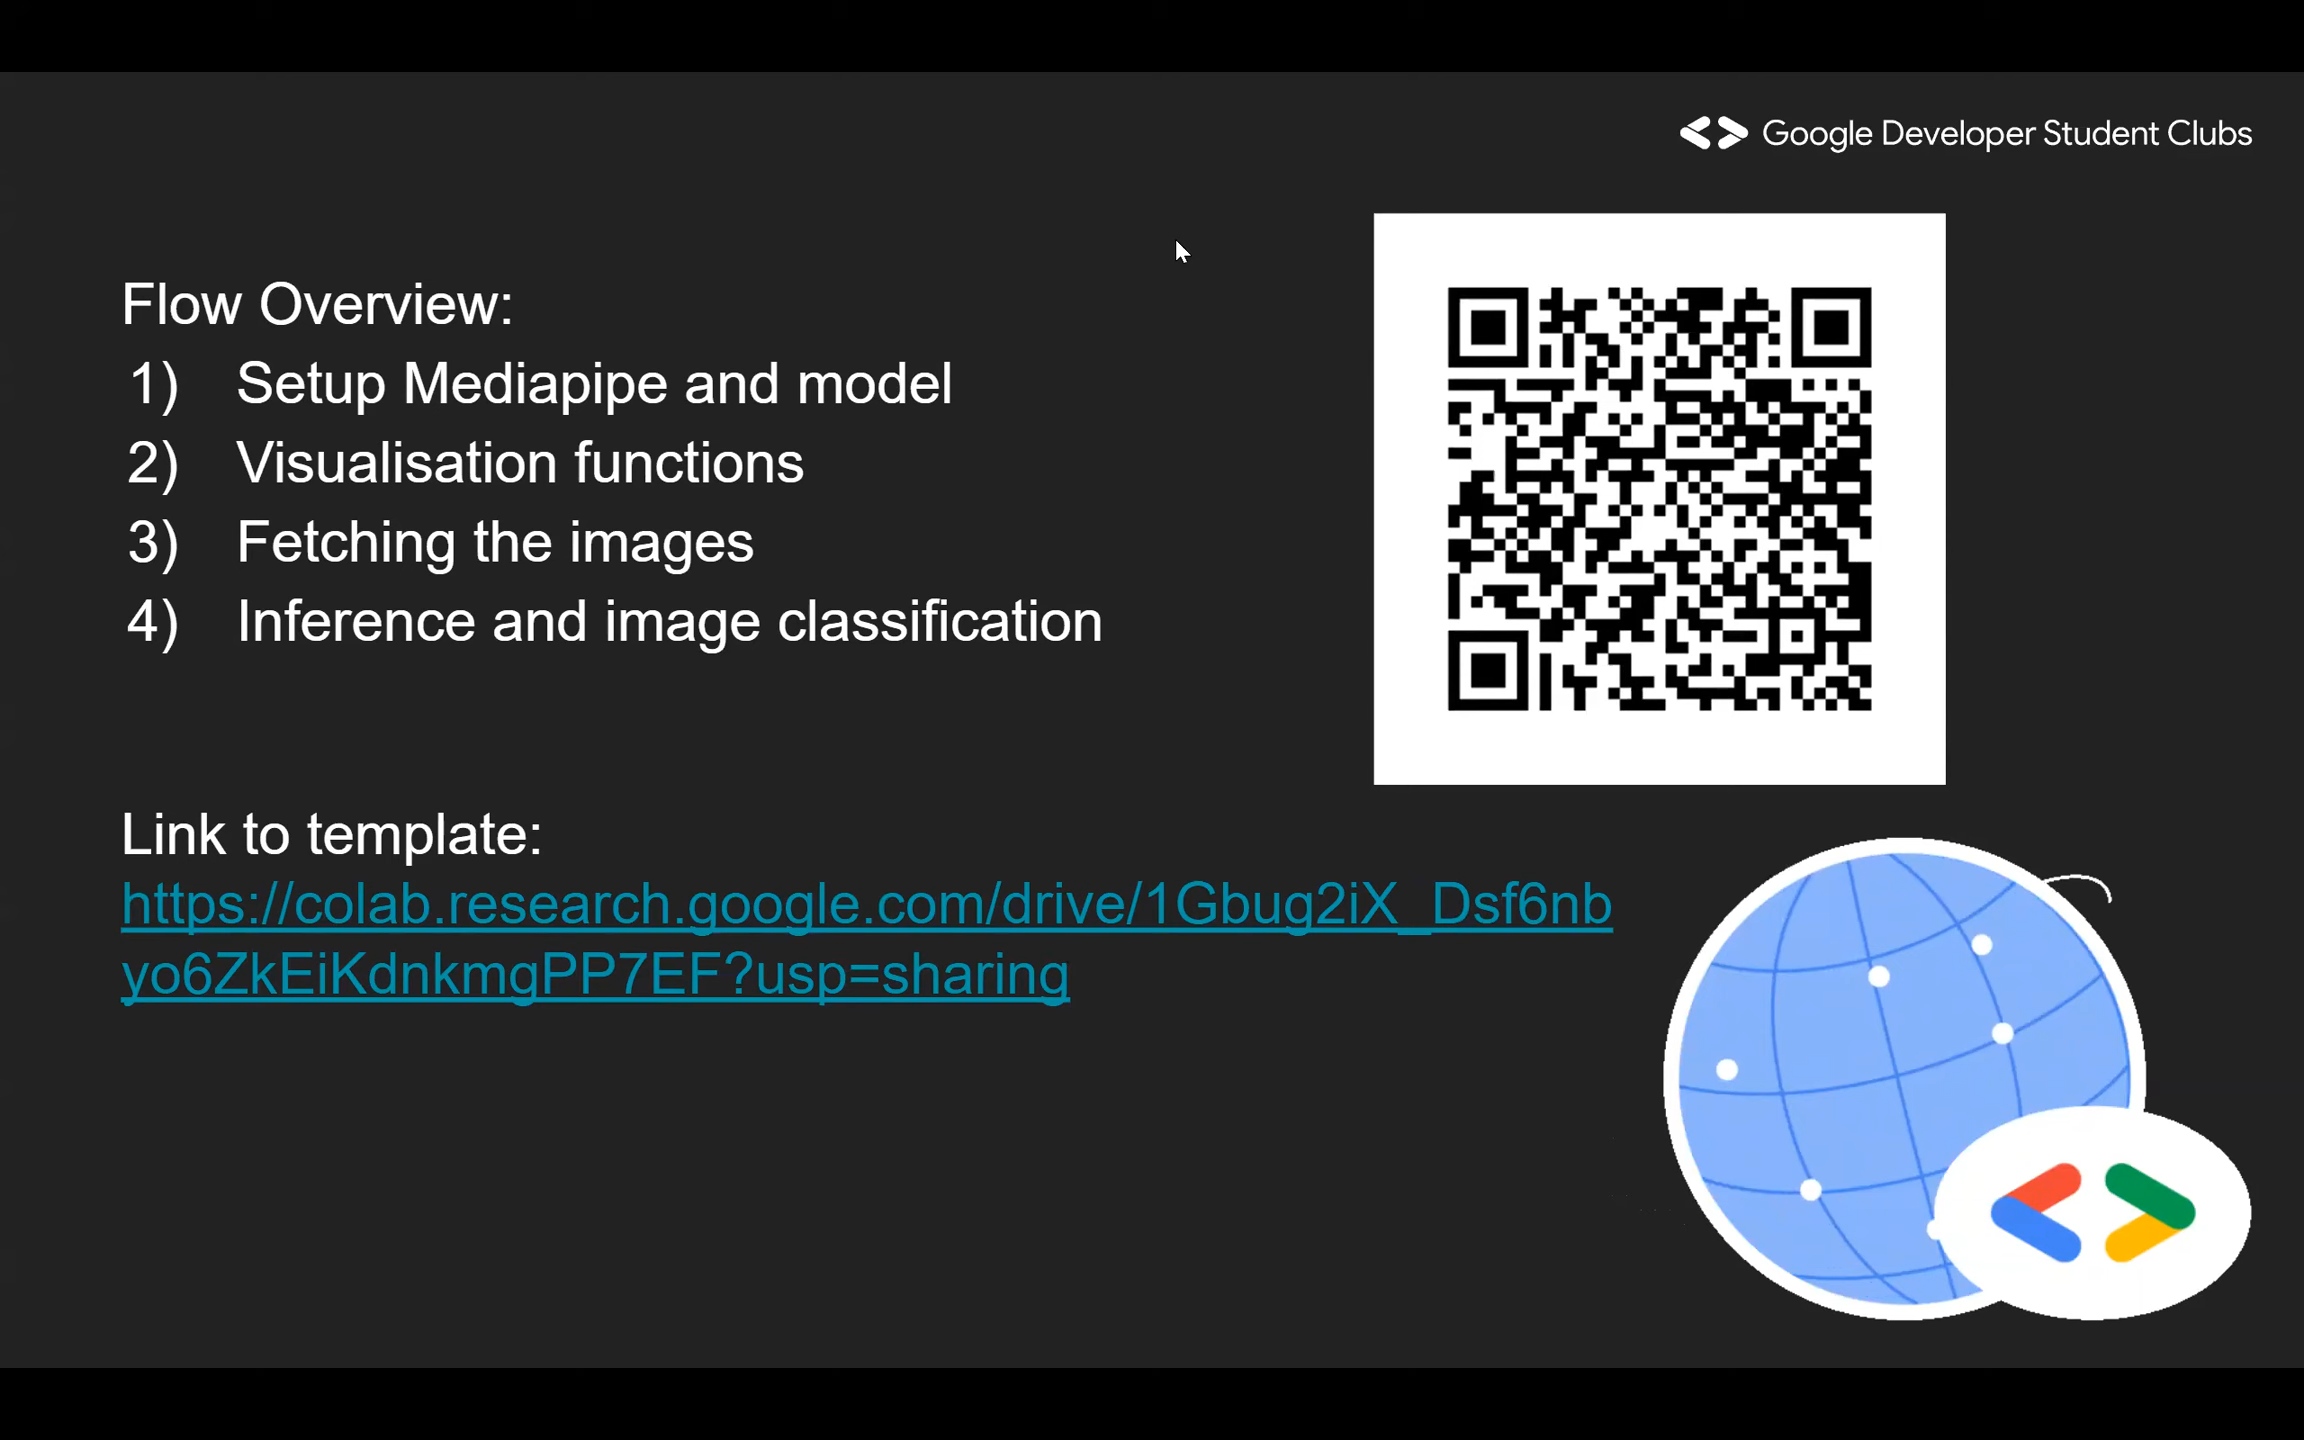 Google Developer Student Clubs
Flow Overview:
1) Setup Mediapipe and model
2) Visualisation functions
3) Fetching the images
4) Inference and image classification
Link to template:
https://colab.research.google.com/drive/1Gbug2iX_Dsf6nb
yo6ZkEiKdnkmgPP7EF?usp=sharing